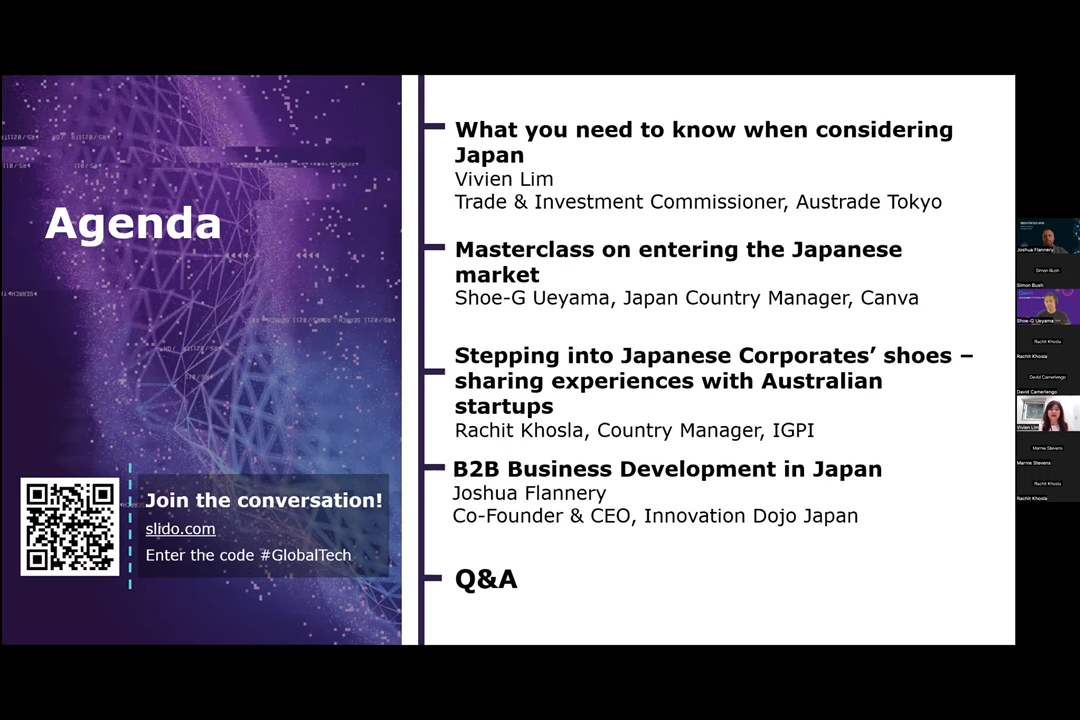 Agenda
Join the conversation!
slido.com
Enter the code #GlobalTech
What you need to know when considering
Japan
Vivien Lim
Trade & Investment Commissioner, Austrade Tokyo
Masterclass on entering the Japanese
market
Shoe-G Ueyama, Japan Country Manager, Canva
Stepping into Japanese Corporates’ shoes –
sharing experiences with Australian
startups
Rachit Khosla, Country Manager, IGPI
B2B Business Development in Japan
Joshua Flannery
Co-Founder & CEO, Innovation Dojo Japan
Q&A
Joshua Flannery
Simon Bush
Simon Bush
Shoe-G Ueyama
Rachit Khosla
Rachit Khosla
David Camerlengo
David Camerlengo
Vivien Lim
Marnie Stevens
Marnie Stevens
Rachit Khosla
Rachit Khosla